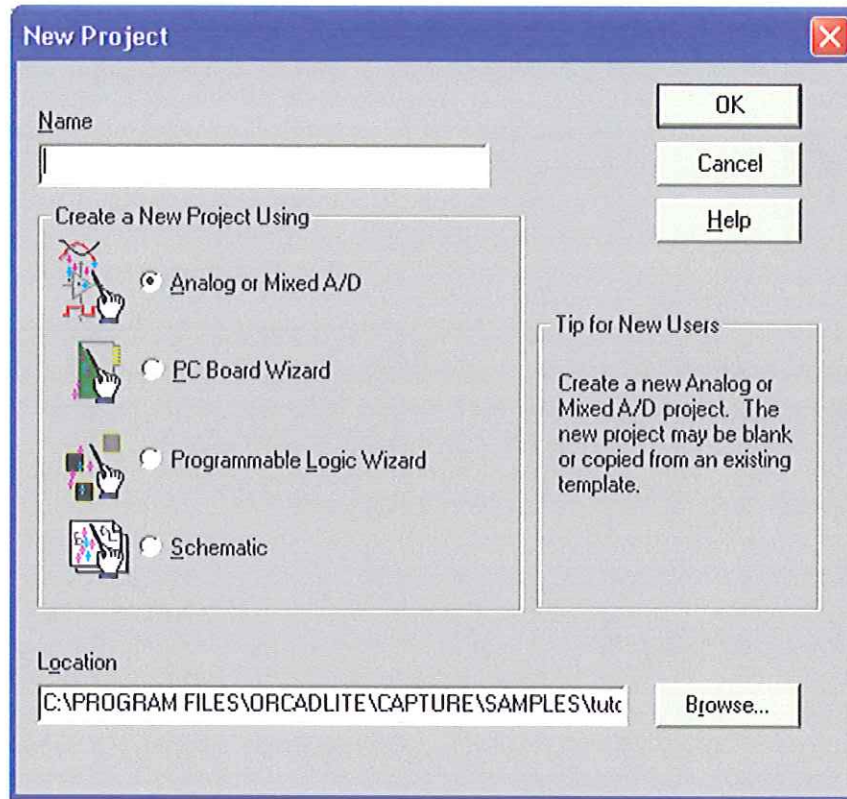 New Project
Name
OK
Cancel
Help
Create a New Project Using
Analog or Mixed A/D
PC Board Wizard
Programmable Logic Wizard
Schematic
Tip for New Users
Create a new Analog or
Mixed A/D project. The
new project may be blank
or copied from an existing
template.
Location
C:\PROGRAM FILES\ORCADLITE\CAPTURE\SAMPLES\tuto
Browse...